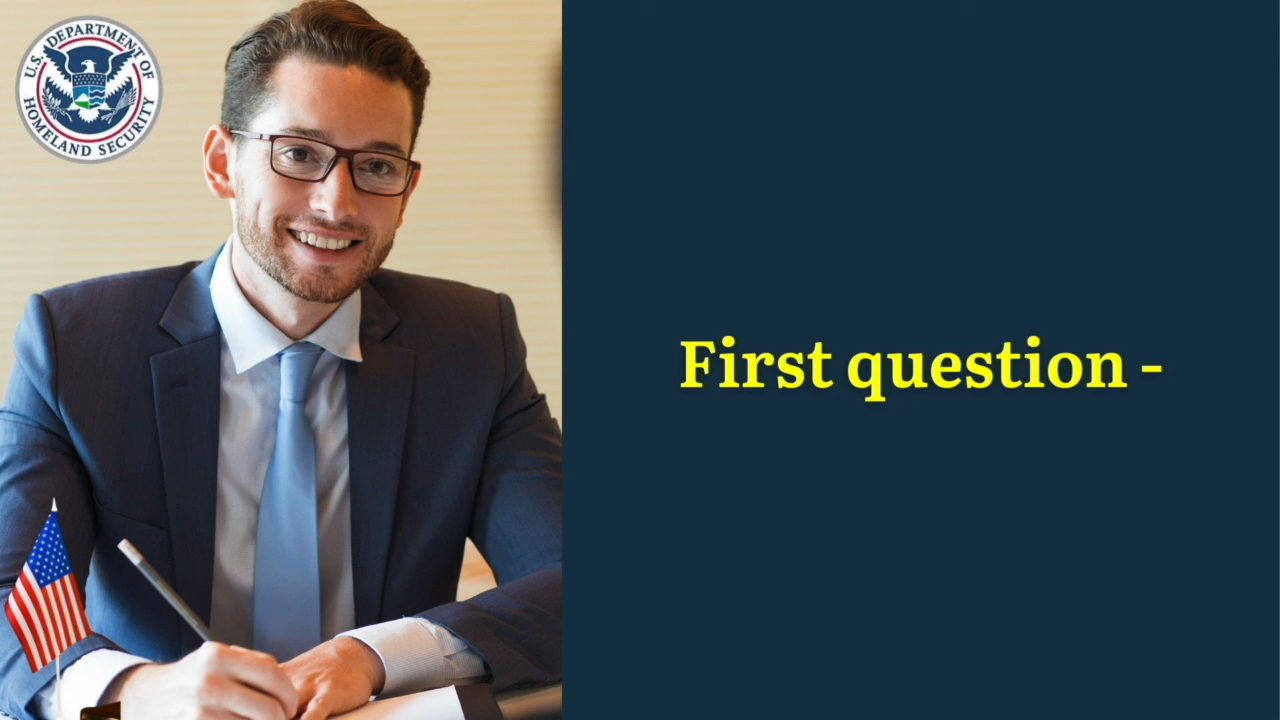 U.S. DEPARTMENT OF
HOMELAND SECURITY
First question -